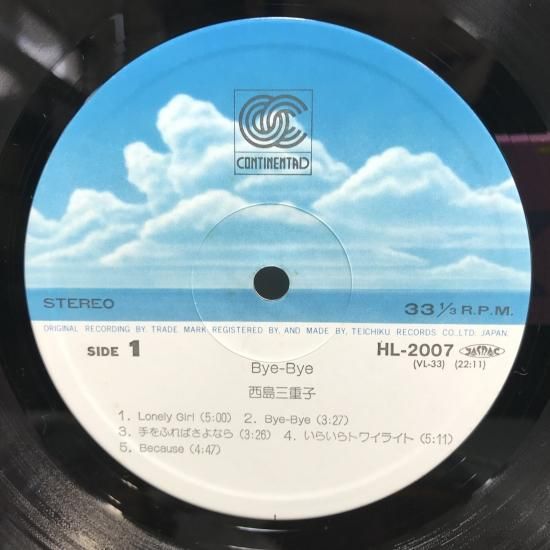 CONTINENTAL
STEREO 33 1/3 R.P.M.
ORIGINAL RECORDING BY. TRADE MARK REGISTERED BY. AND MADE BY, TEICHIKU RECORDS CO.,LTD. JAPAN.
SIDE 1 HL-2007 JASRAC
(VL-33) (22:11)
Bye-Bye
西島三重子
1. Lonely Girl (5:00) 2. Bye-Bye (3:27)
3. 手をふればさよなら (3:26) 4. いらいらトワイライト (5:11)
5. Because (4:47)